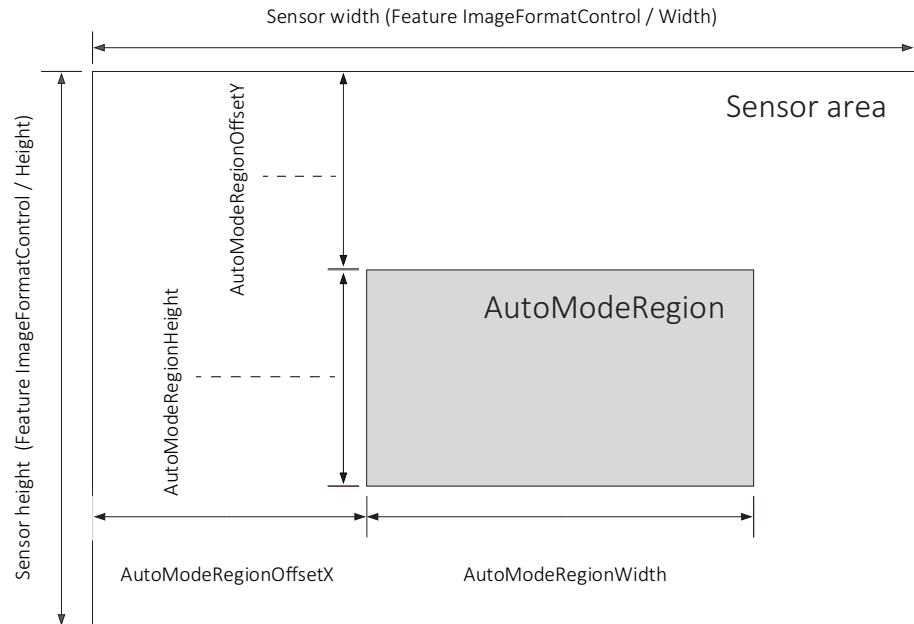 Sensor width (Feature ImageFormatControl / Width)
Sensor area
AutoModeRegionOffsetY
Sensor height  (Feature ImageFormatControl / Height)
AutoModeRegion
AutoModeRegionHeight
AutoModeRegionOffsetX
AutoModeRegionWidth